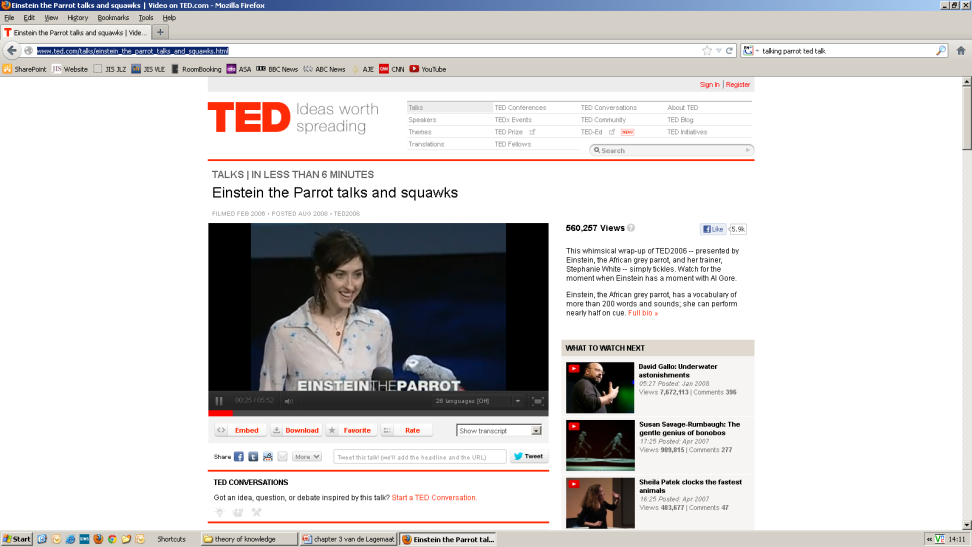 Einstein the Parrot talks and squawks | Video on TED.com - Mozilla Firefox
File Edit View History Bookmarks Tools Help
Einstein the Parrot talks and squawks | Vide...
www.ted.com/talks/einstein_the_parrot_talks_and_squawks.html
talking parrot ted talk
SharePoint JIS Website JIS JLZ JIS VLE RoomBooking ASA BBC News ABC News AJE CNN YouTube
Sign In | Register
TED Ideas worth
spreading
Talks TED Conferences TED Conversations About TED
Speakers TEDx Events TED Community TED Blog
Themes TED Prize TED-Ed NEW! TED Initiatives
Translations TED Fellows
Search
TALKS | IN LESS THAN 6 MINUTES
Einstein the Parrot talks and squawks
FILMED FEB 2006 • POSTED AUG 2008 • TED2006
EINSTEINTHEPARROT
00:25 / 05:52
28 languages [Off]
Embed Download Favorite Rate Show transcript
Share More Tweet this talk! (we'll add the headline and the URL) Tweet
TED CONVERSATIONS
Got an idea, question, or debate inspired by this talk? Start a TED Conversation.
560,257 Views
Like 5.9k
This whimsical wrap-up of TED2006 -- presented by
Einstein, the African grey parrot, and her trainer,
Stephanie White -- simply tickles. Watch for the
moment when Einstein has a moment with Al Gore.
Einstein, the African grey parrot, has a vocabulary of
more than 200 words and sounds; she can perform
nearly half on cue. Full bio »
WHAT TO WATCH NEXT
David Gallo: Underwater
astonishments
05:27 Posted: Jan 2008
Views 7,672,113 | Comments 396
Susan Savage-Rumbaugh: The
gentle genius of bonobos
17:25 Posted: Apr 2007
Views 989,815 | Comments 277
Sheila Patek clocks the fastest
animals
16:25 Posted: Apr 2007
Views 483,677 | Comments 47
Start Shortcuts theory of knowledge chapter 3 van de Lagemaat Einstein the Parrot tal... 14:11